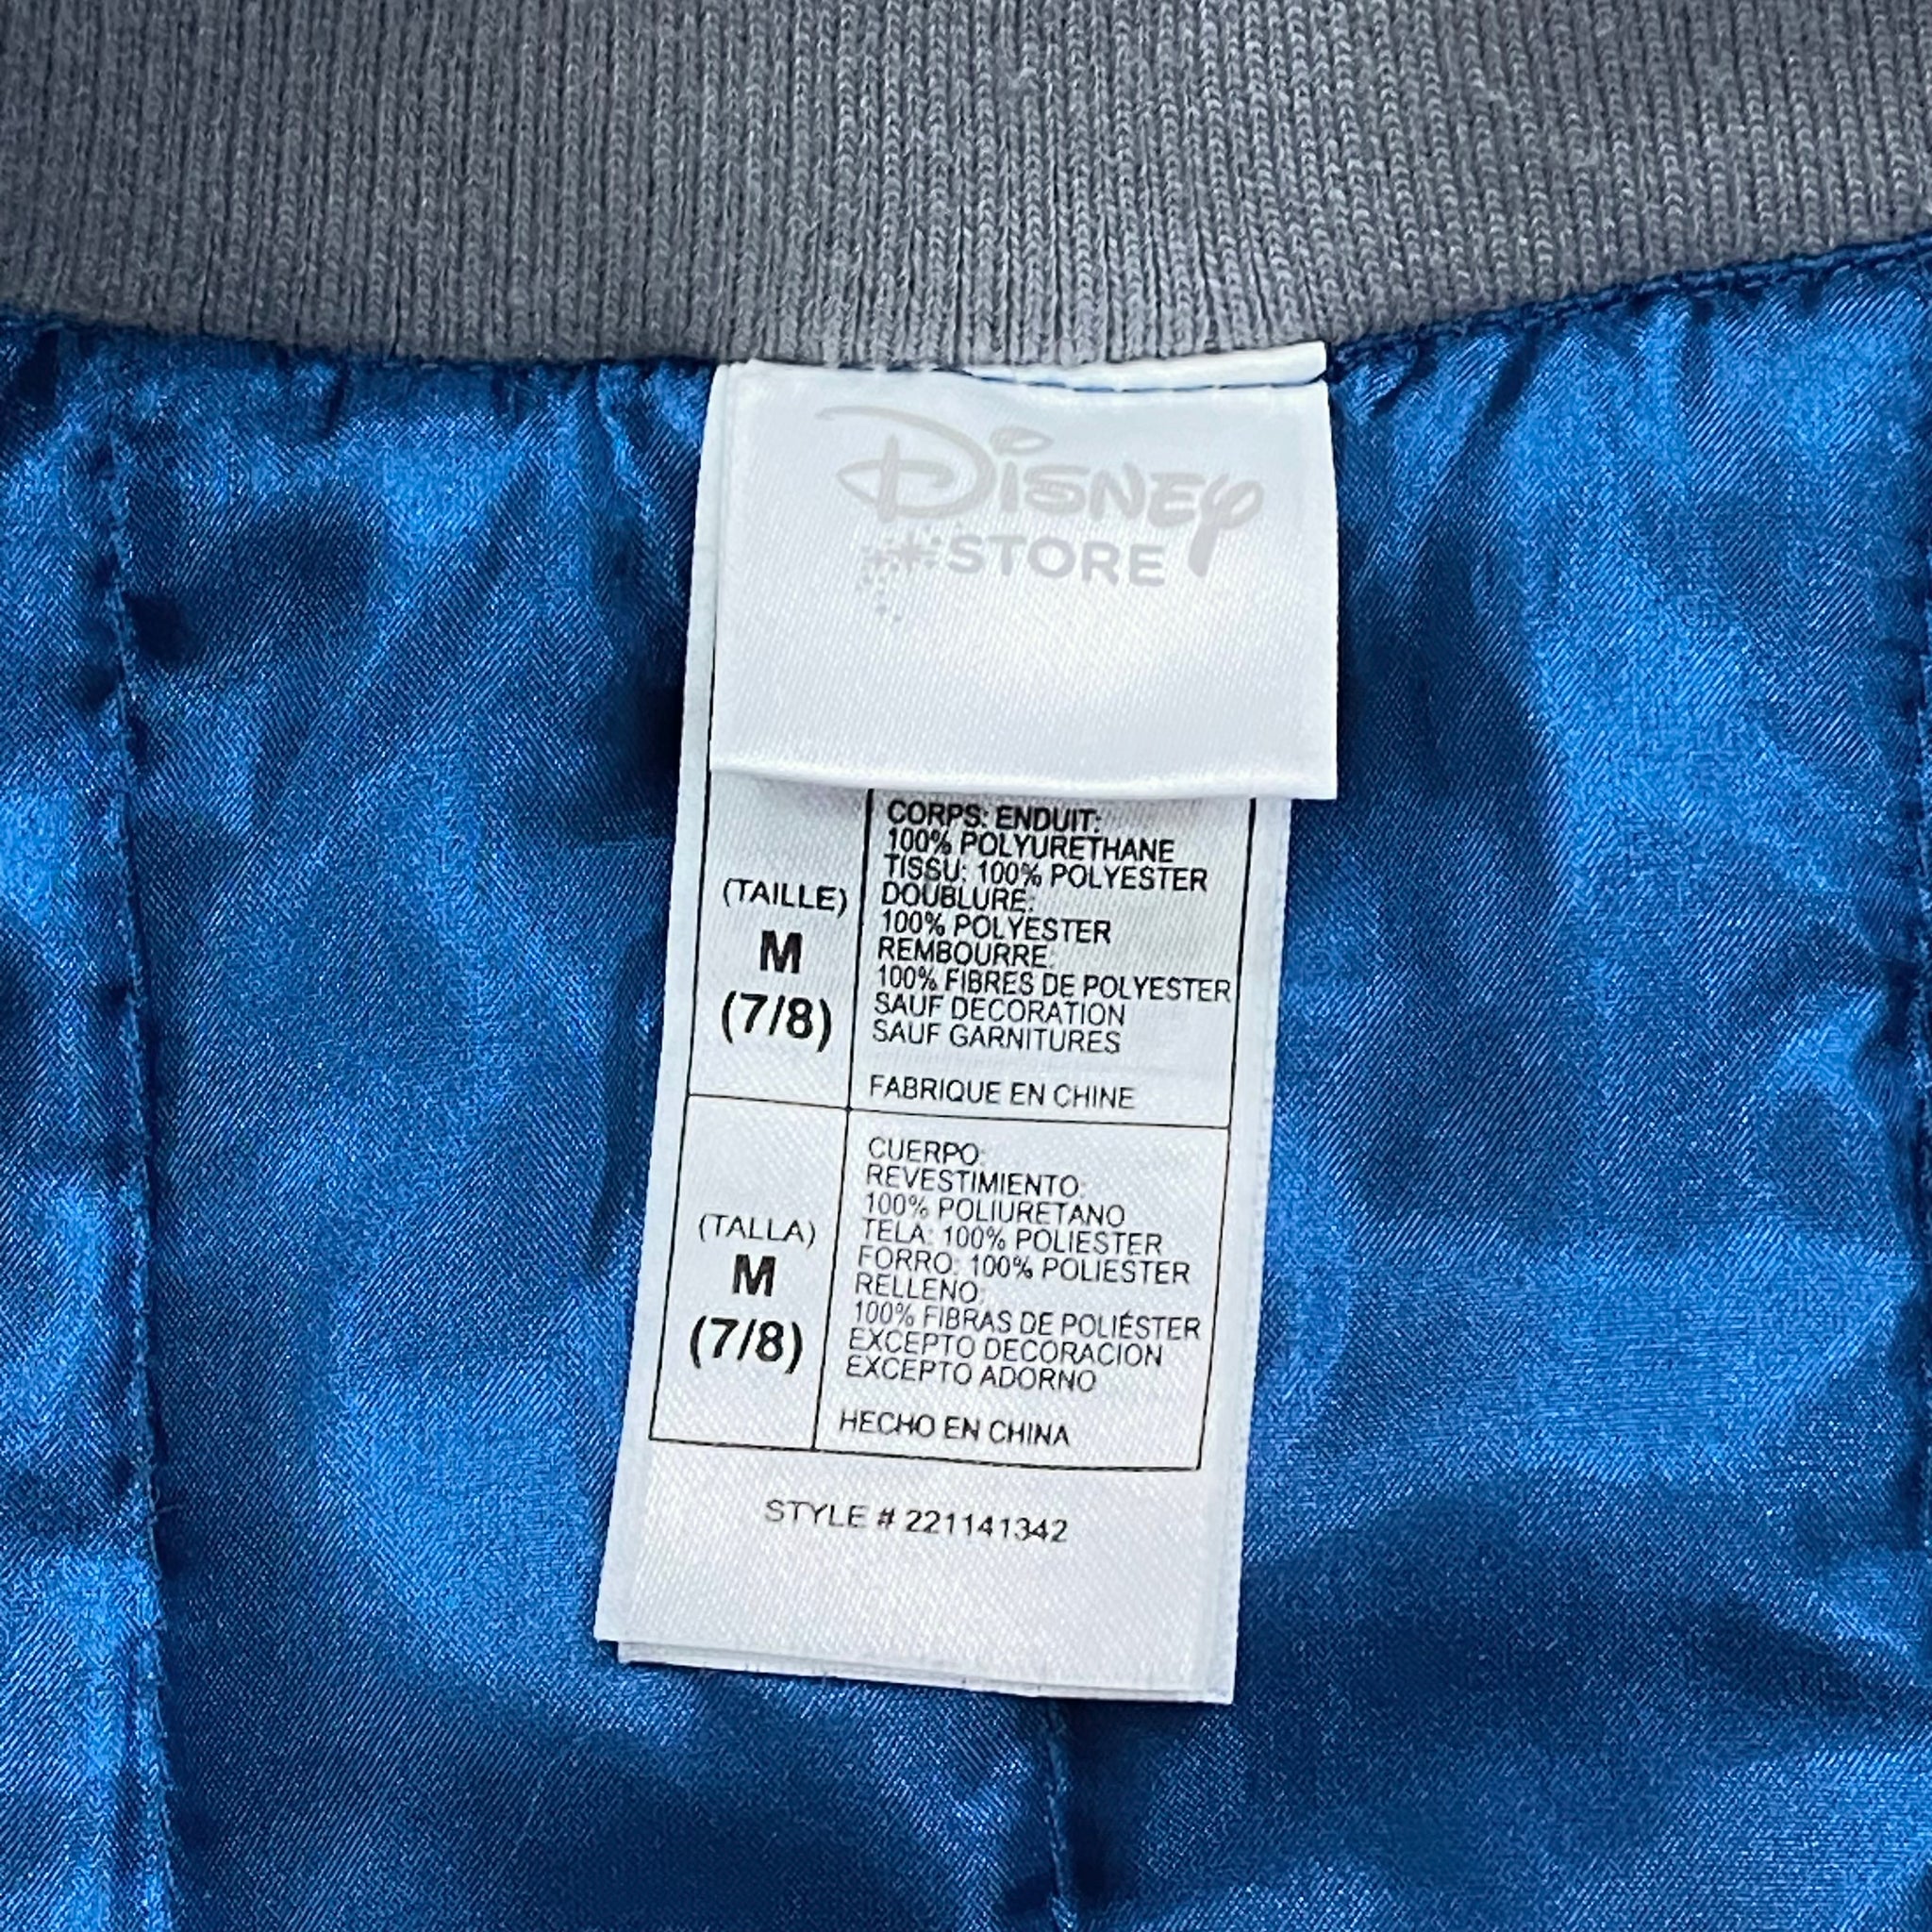 Disney
STORE
(TAILLE)
M
(7/8)
CORPS: ENDUIT:
100% POLYURETHANE
TISSU: 100% POLYESTER
DOUBLURE:
100% POLYESTER
REMBOURRE:
100% FIBRES DE POLYESTER
SAUF DECORATION
SAUF GARNITURES
FABRIQUE EN CHINE
(TALLA)
M
(7/8)
CUERPO:
REVESTIMIENTO:
100% POLIURETANO
TELA: 100% POLIESTER
FORRO: 100% POLIESTER
RELLENO:
100% FIBRAS DE POLIÉSTER
EXCEPTO DECORACION
EXCEPTO ADORNO
HECHO EN CHINA
STYLE # 221141342